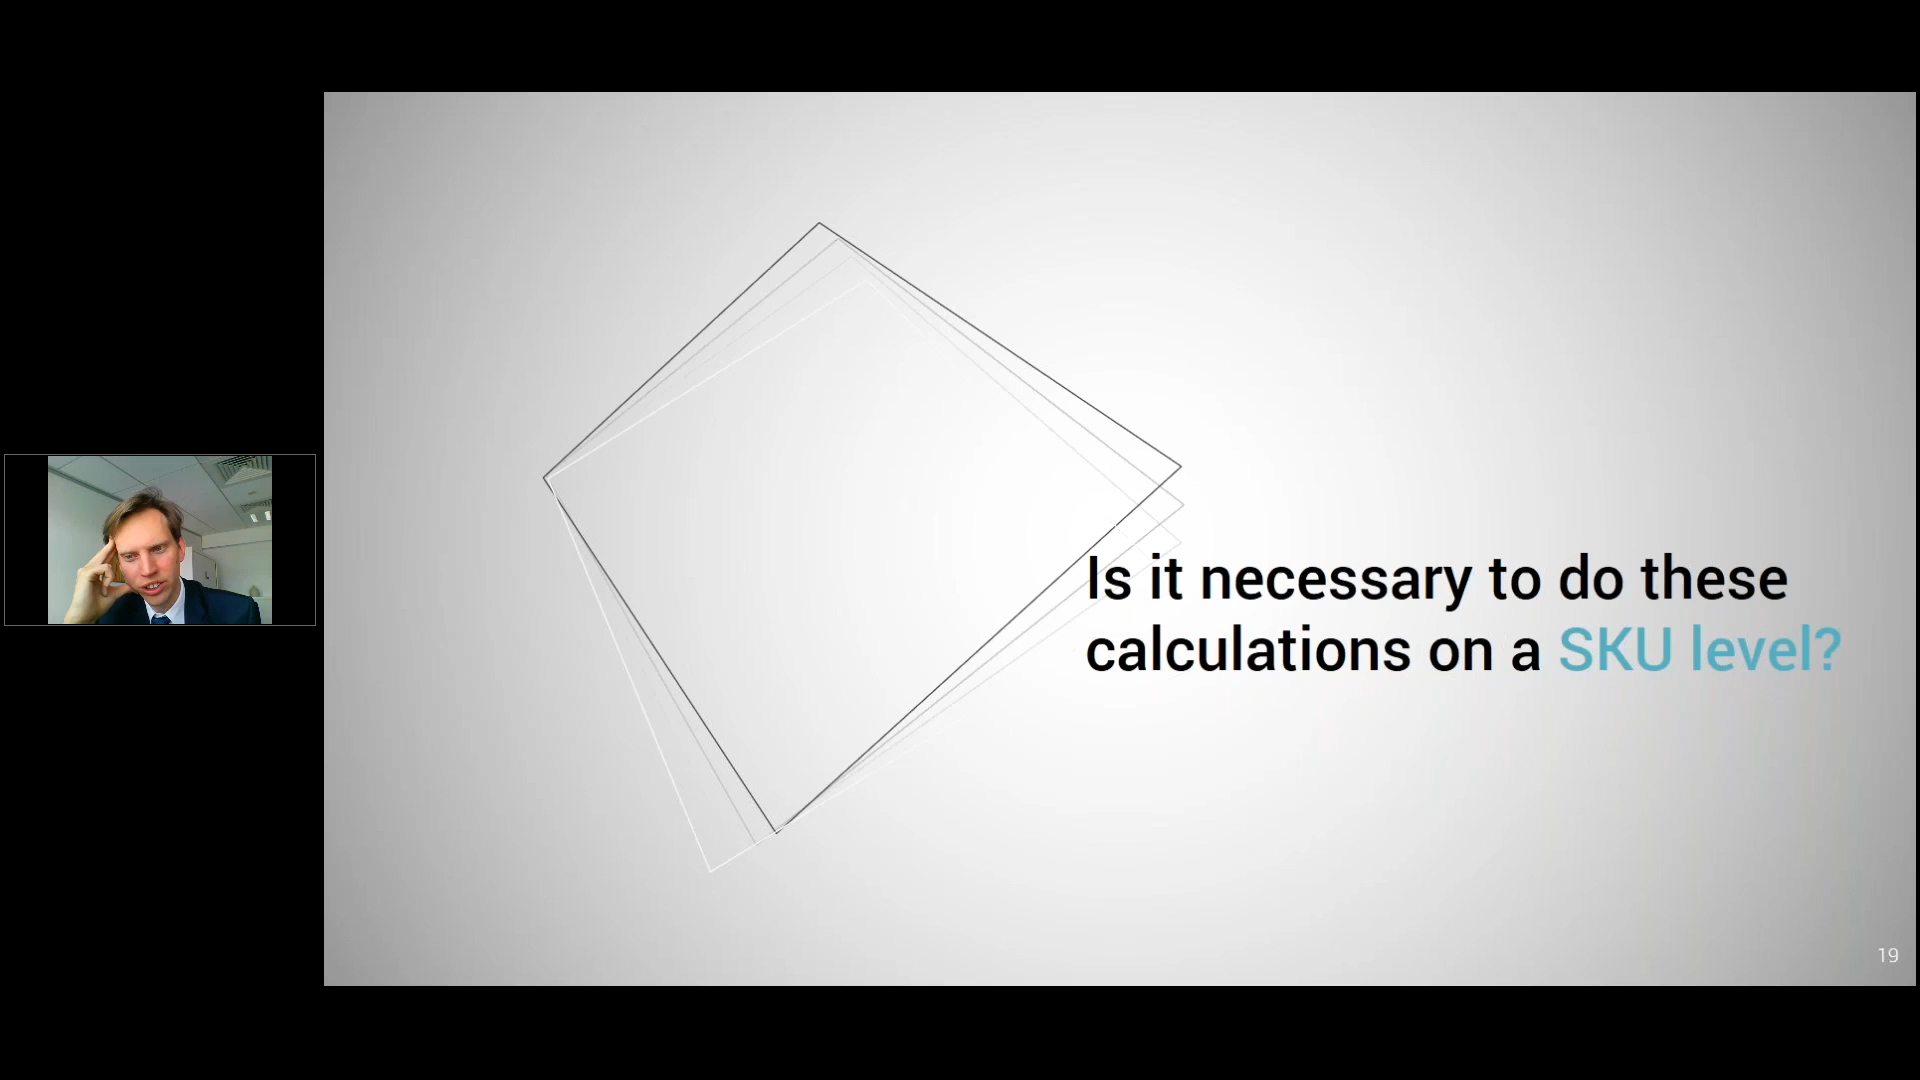 Is it necessary to do these
calculations on a SKU level?
19